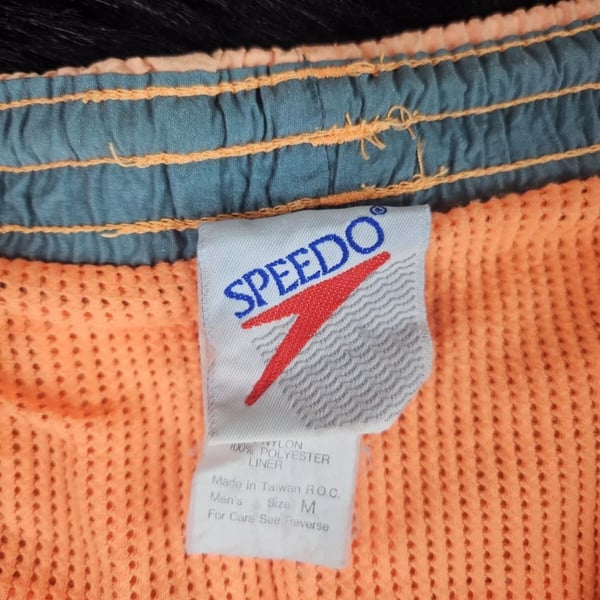 SPEEDO®
NYLON
100% POLYESTER
LINER
Made in Taiwan R.O.C.
Men's Size M
For Care See Reverse